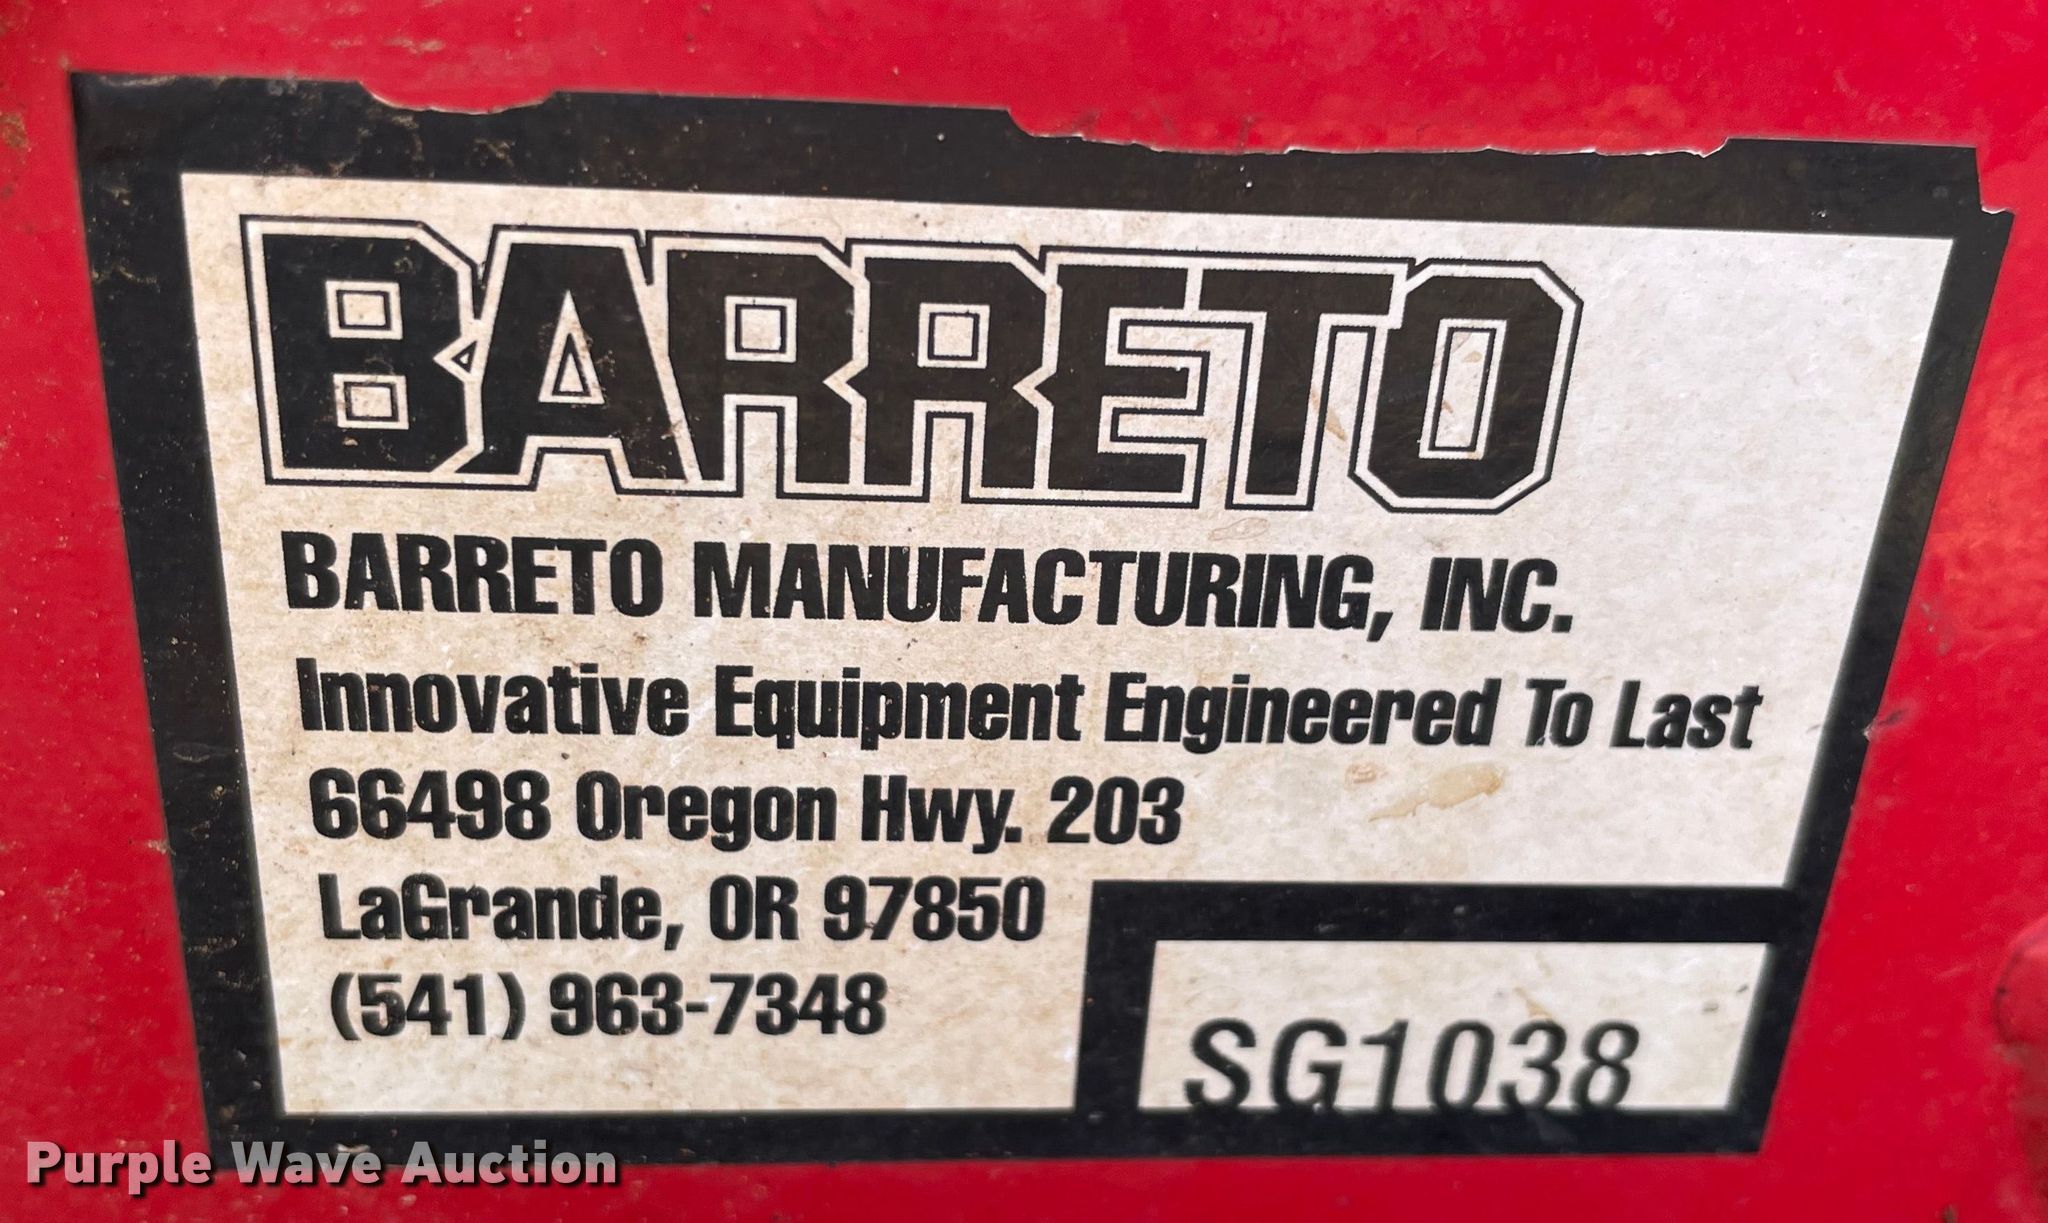 BARRETO
BARRETO MANUFACTURING, INC.
Innovative Equipment Engineered To Last
66498 Oregon Hwy. 203
LaGrande, OR 97850
(541) 963-7348
SG1038
Purple Wave Auction